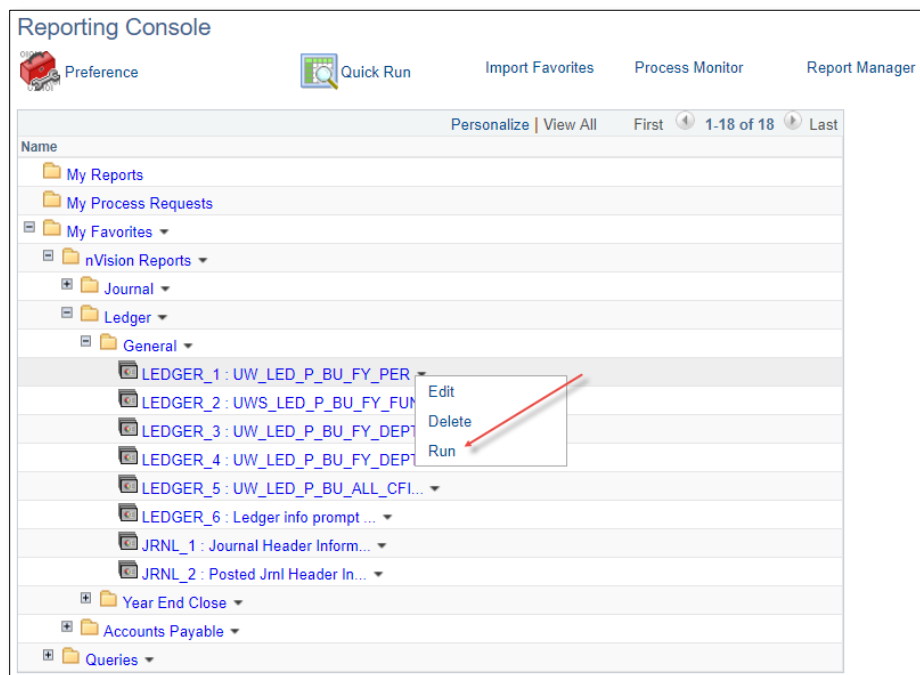 Reporting Console
Preference Quick Run Import Favorites Process Monitor Report Manager
Personalize | View All First 1-18 of 18 Last
Name
My Reports
My Process Requests
My Favorites
nVision Reports
Journal
Ledger
General
LEDGER_1 : UW_LED_P_BU_FY_PER
Edit
LEDGER_2 : UWS_LED_P_BU_FY_FUN
Delete
LEDGER_3 : UW_LED_P_BU_FY_DEPT
Run
LEDGER_4 : UW_LED_P_BU_FY_DEPT
LEDGER_5 : UW_LED_P_BU_ALL_CFI...
LEDGER_6 : Ledger info prompt ...
JRNL_1 : Journal Header Inform...
JRNL_2 : Posted Jrnl Header In...
Year End Close
Accounts Payable
Queries